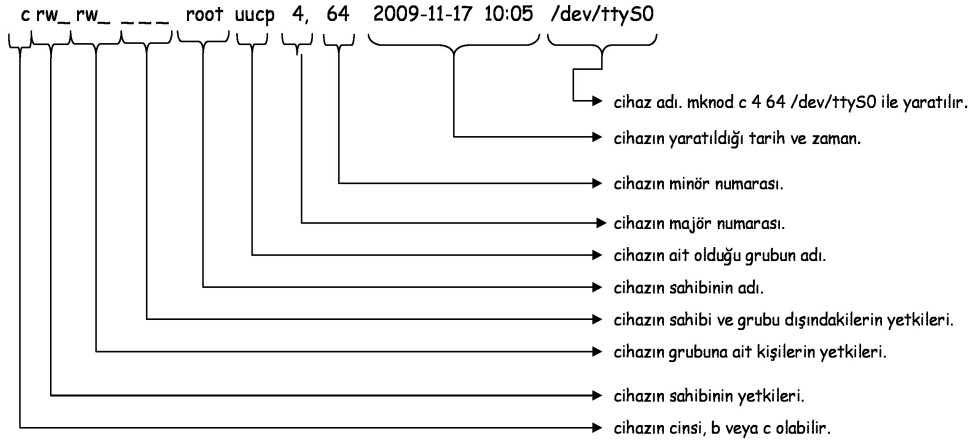 c rw_ rw_ _ _ _ root uucp 4, 64 2009-11-17 10:05 /dev/ttyS0
cihaz adı. mknod c 4 64 /dev/ttyS0 ile yaratılır.
cihazın yaratıldığı tarih ve zaman.
cihazın minör numarası.
cihazın majör numarası.
cihazın ait olduğu grubun adı.
cihazın sahibinin adı.
cihazın sahibi ve grubu dışındakilerin yetkileri.
cihazın grubuna ait kişilerin yetkileri.
cihazın sahibinin yetkileri.
cihazın cinsi, b veya c olabilir.